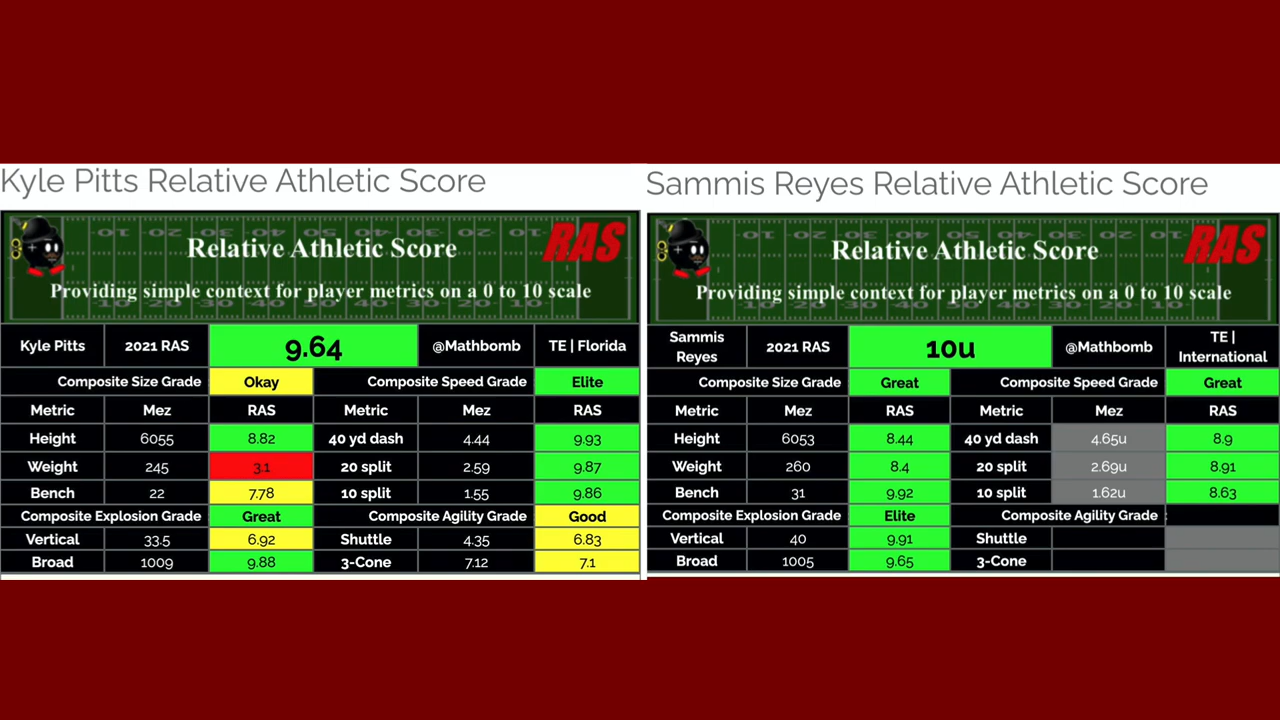 Kyle Pitts Relative Athletic Score
Relative Athletic Score
RAS
Providing simple context for player metrics on a 0 to 10 scale
Kyle Pitts 2021 RAS 9.64 @Mathbomb TE | Florida
Composite Size Grade Okay Composite Speed Grade Elite
Metric Mez RAS Metric Mez RAS
Height 6055 8.82 40 yd dash 4.44 9.93
Weight 245 3.1 20 split 2.59 9.87
Bench 22 7.78 10 split 1.55 9.86
Composite Explosion Grade Great Composite Agility Grade Good
Vertical 33.5 6.92 Shuttle 4.35 6.83
Broad 1009 9.88 3-Cone 7.12 7.1
Sammis Reyes Relative Athletic Score
Relative Athletic Score
RAS
Providing simple context for player metrics on a 0 to 10 scale
Sammis Reyes 2021 RAS 10u @Mathbomb TE | International
Composite Size Grade Great Composite Speed Grade Great
Metric Mez RAS Metric Mez RAS
Height 6053 8.44 40 yd dash 4.65u 8.9
Weight 260 8.4 20 split 2.69u 8.91
Bench 31 9.92 10 split 1.62u 8.63
Composite Explosion Grade Elite Composite Agility Grade
Vertical 40 9.91 Shuttle
Broad 1005 9.65 3-Cone